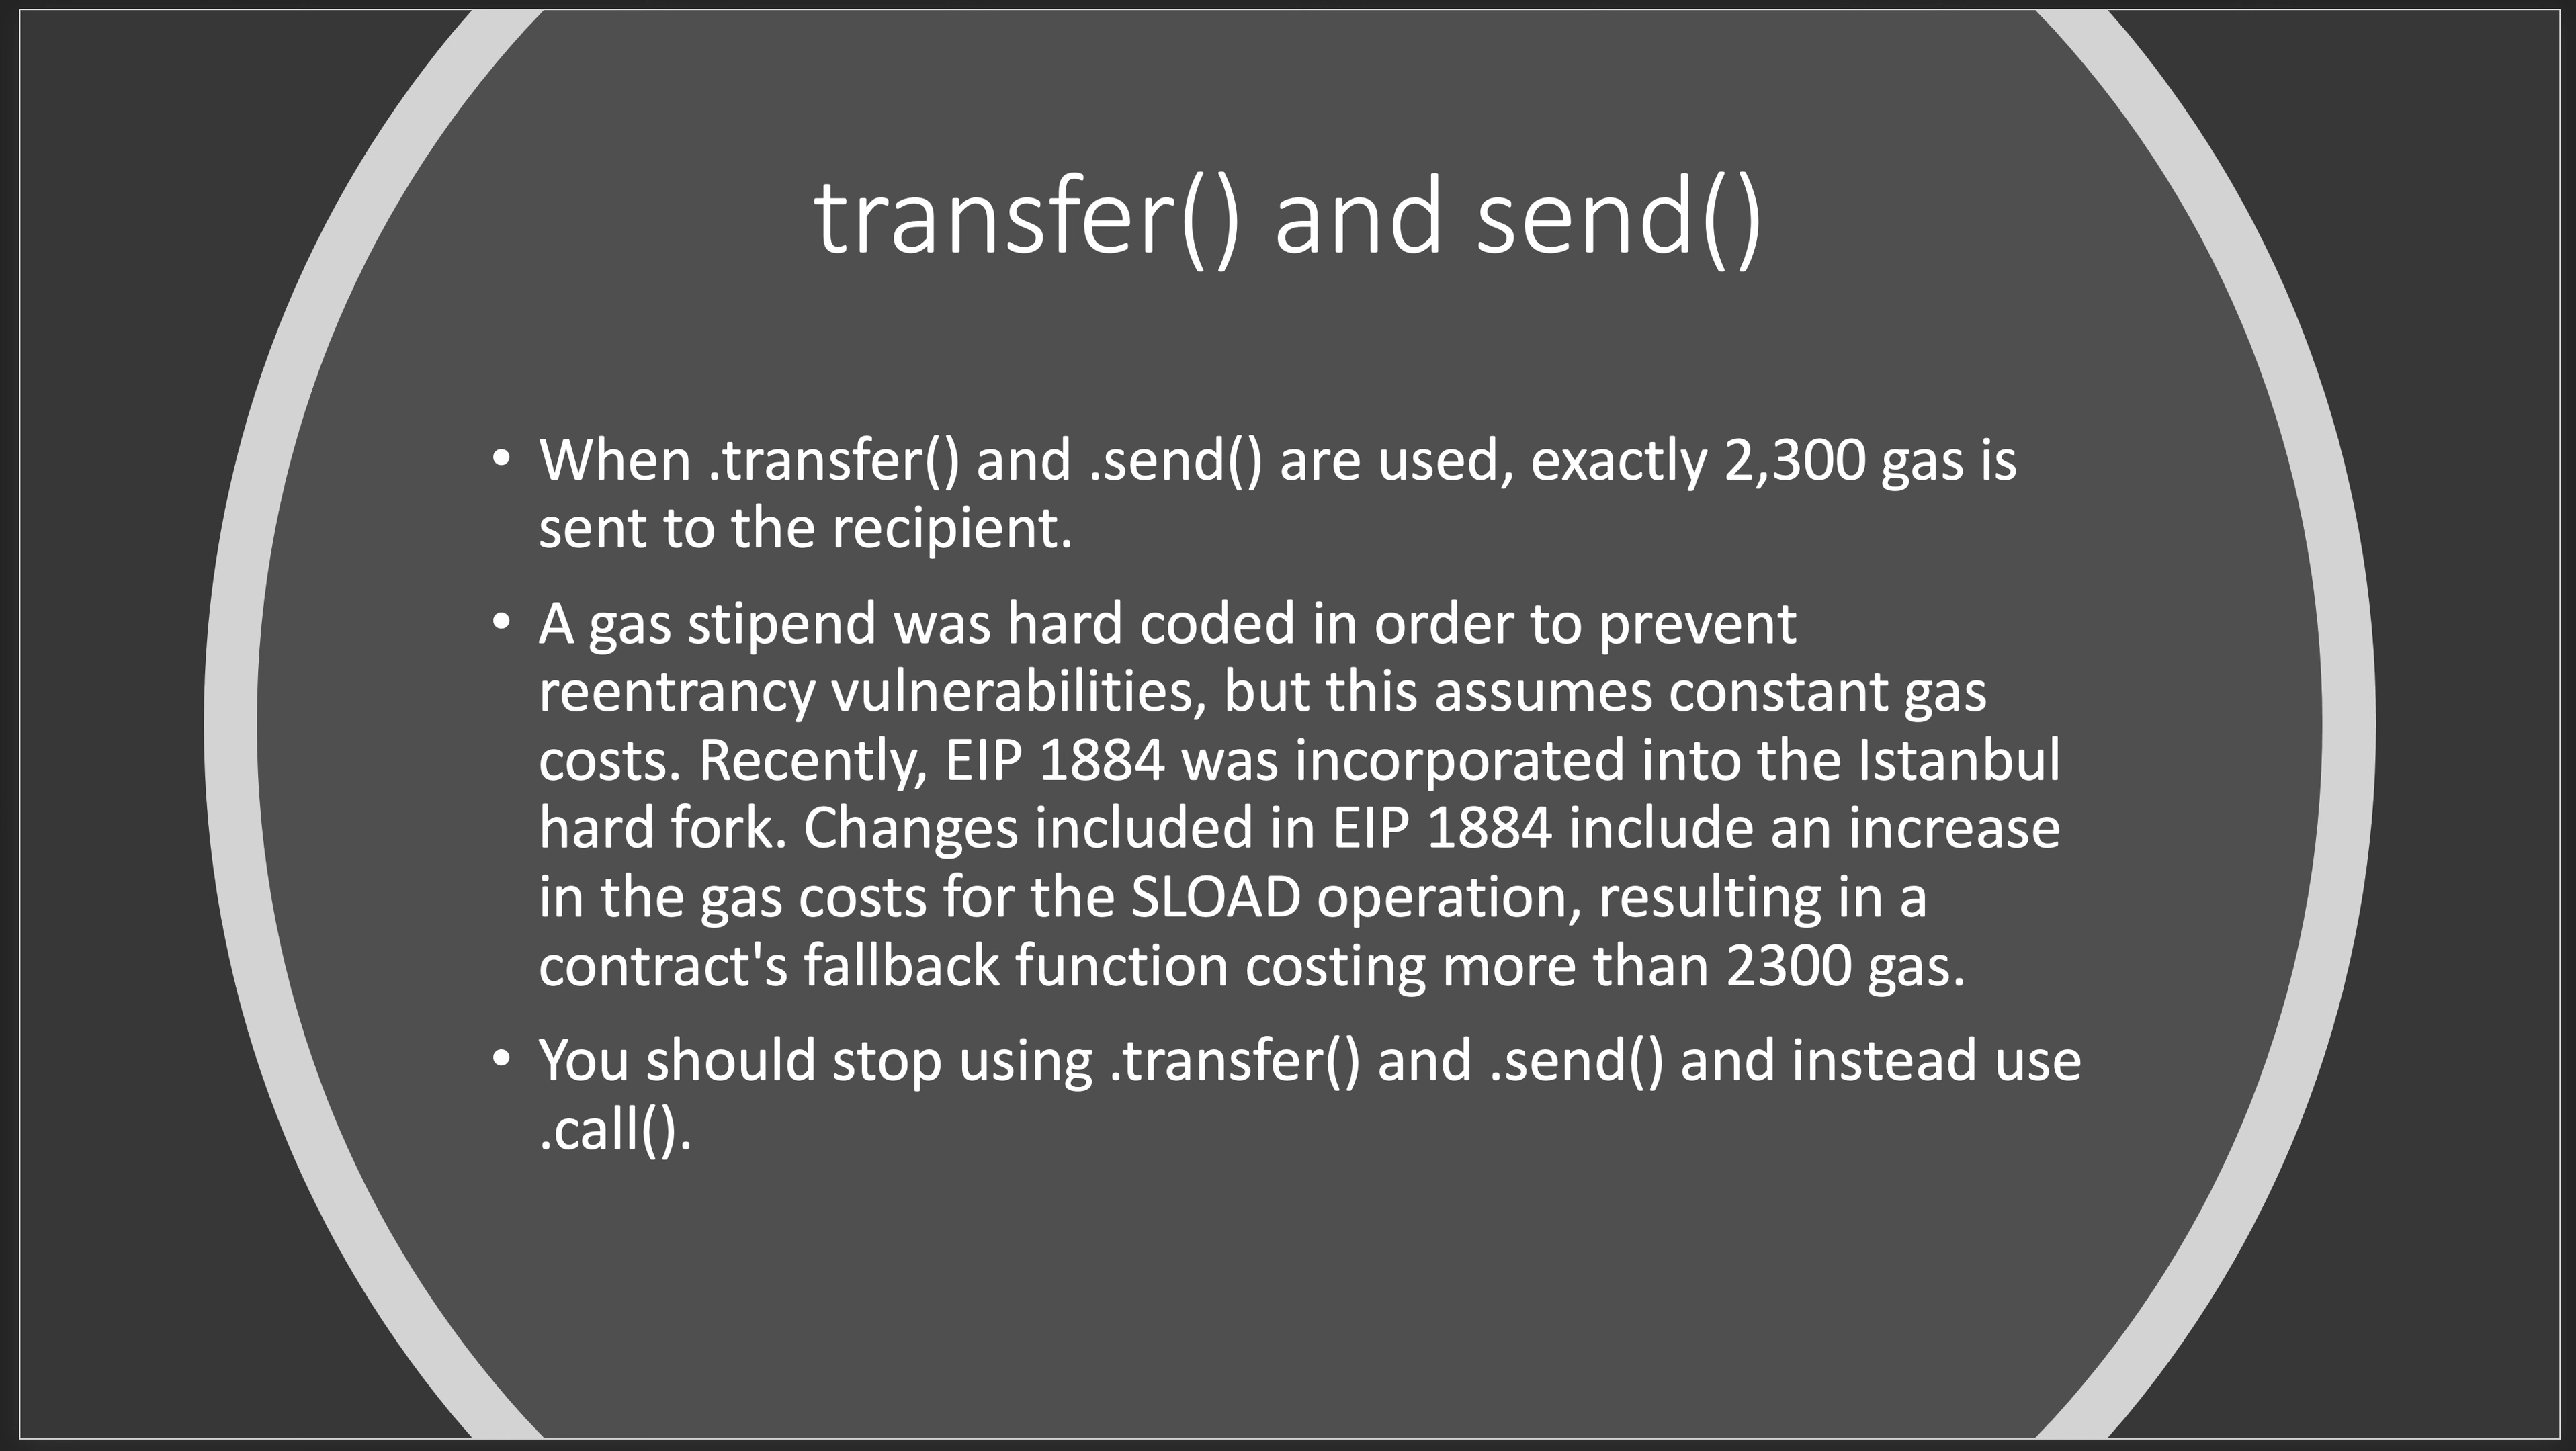 transfer() and send()
• When .transfer() and .send() are used, exactly 2,300 gas is
sent to the recipient.
• A gas stipend was hard coded in order to prevent
reentrancy vulnerabilities, but this assumes constant gas
costs. Recently, EIP 1884 was incorporated into the Istanbul
hard fork. Changes included in EIP 1884 include an increase
in the gas costs for the SLOAD operation, resulting in a
contract's fallback function costing more than 2300 gas.
• You should stop using .transfer() and .send() and instead use
.call().